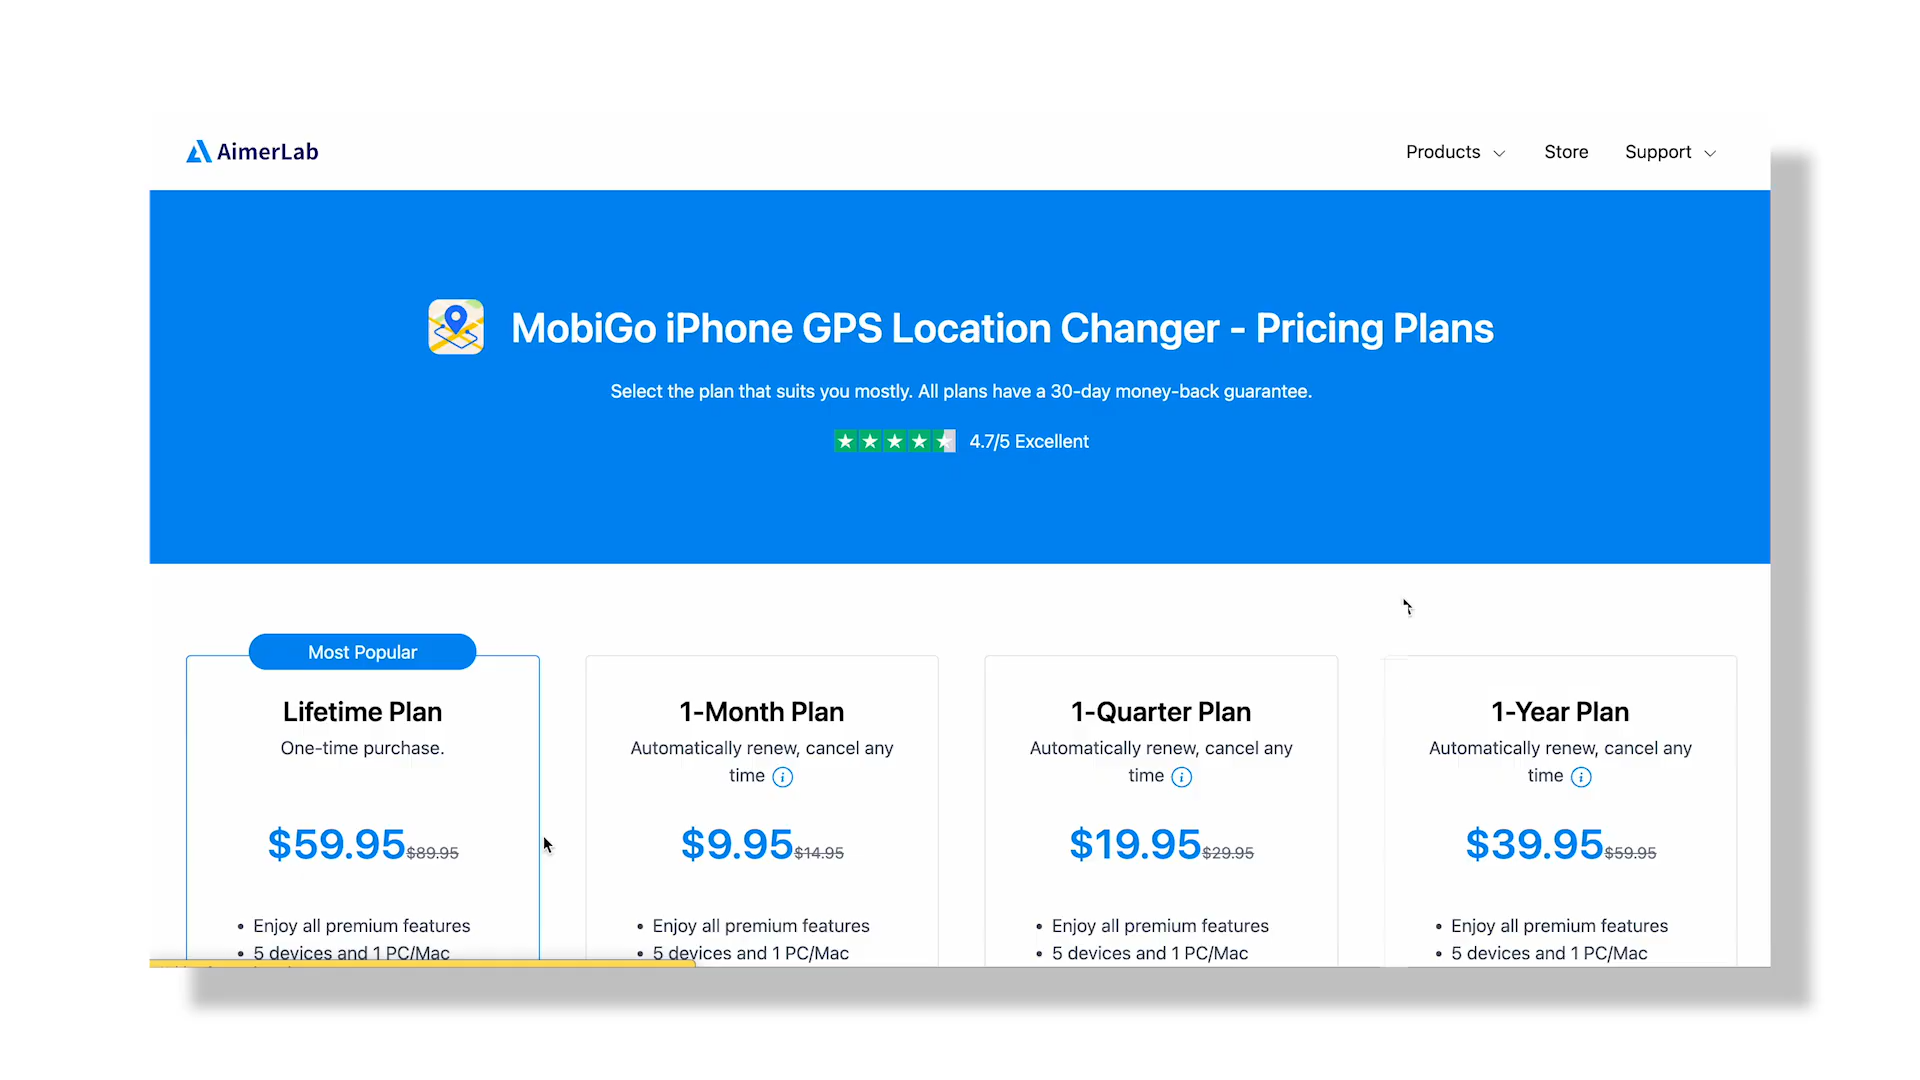 AimerLab
Products
Store
Support
MobiGo iPhone GPS Location Changer - Pricing Plans
Select the plan that suits you mostly. All plans have a 30-day money-back guarantee.
4.7/5 Excellent
Most Popular
Lifetime Plan
One-time purchase.
$59.95 $89.95
• Enjoy all premium features
• 5 devices and 1 PC/Mac
1-Month Plan
Automatically renew, cancel any
time
$9.95 $14.95
• Enjoy all premium features
• 5 devices and 1 PC/Mac
1-Quarter Plan
Automatically renew, cancel any
time
$19.95 $29.95
• Enjoy all premium features
• 5 devices and 1 PC/Mac
1-Year Plan
Automatically renew, cancel any
time
$39.95 $59.95
• Enjoy all premium features
• 5 devices and 1 PC/Mac